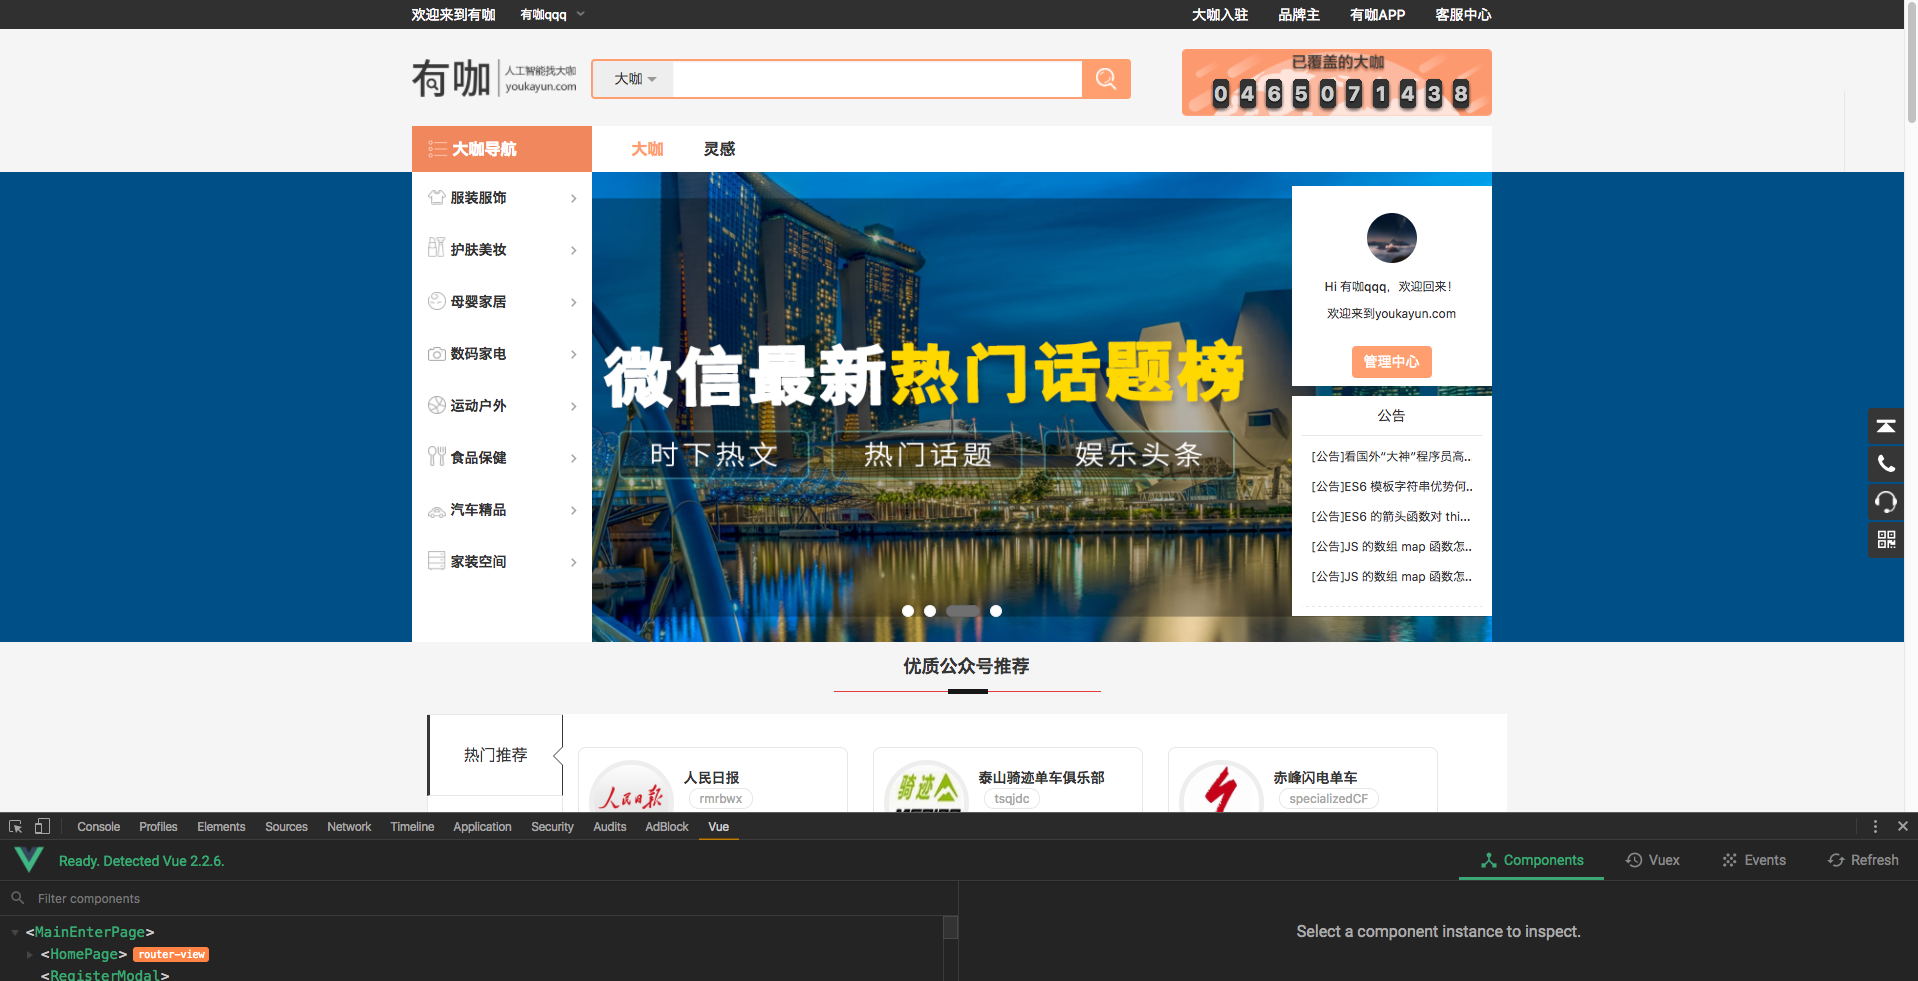 欢迎来到有咖 有咖qqq 大咖入驻 品牌主 有咖APP 客服中心
有咖 人工智能找大咖
youkayun.com
大咖
已覆盖的大咖
0465071438
大咖导航 大咖 灵感
服装服饰
护肤美妆
母婴家居
数码家电
运动户外
食品保健
汽车精品
家装空间
微信最新热门话题榜
时下热文 热门话题 娱乐头条
Hi 有咖qqq，欢迎回来！
欢迎来到youkayun.com
管理中心
公告
[公告]看国外“大神”程序员高..
[公告]ES6 模板字符串优势何..
[公告]ES6 的箭头函数对 thi...
[公告]JS 的数组 map 函数怎..
[公告]JS 的数组 map 函数怎..
优质公众号推荐
热门推荐
人民日报
人民日报
rmrbwx
骑迹
泰山骑迹单车俱乐部
tsqjdc
赤峰闪电单车
specializedCF
Console Profiles Elements Sources Network Timeline Application Security Audits AdBlock Vue
Ready. Detected Vue 2.2.6.
Components Vuex Events Refresh
Filter components
<MainEnterPage>
<HomePage> router-view
<RegisterModal>
Select a component instance to inspect.